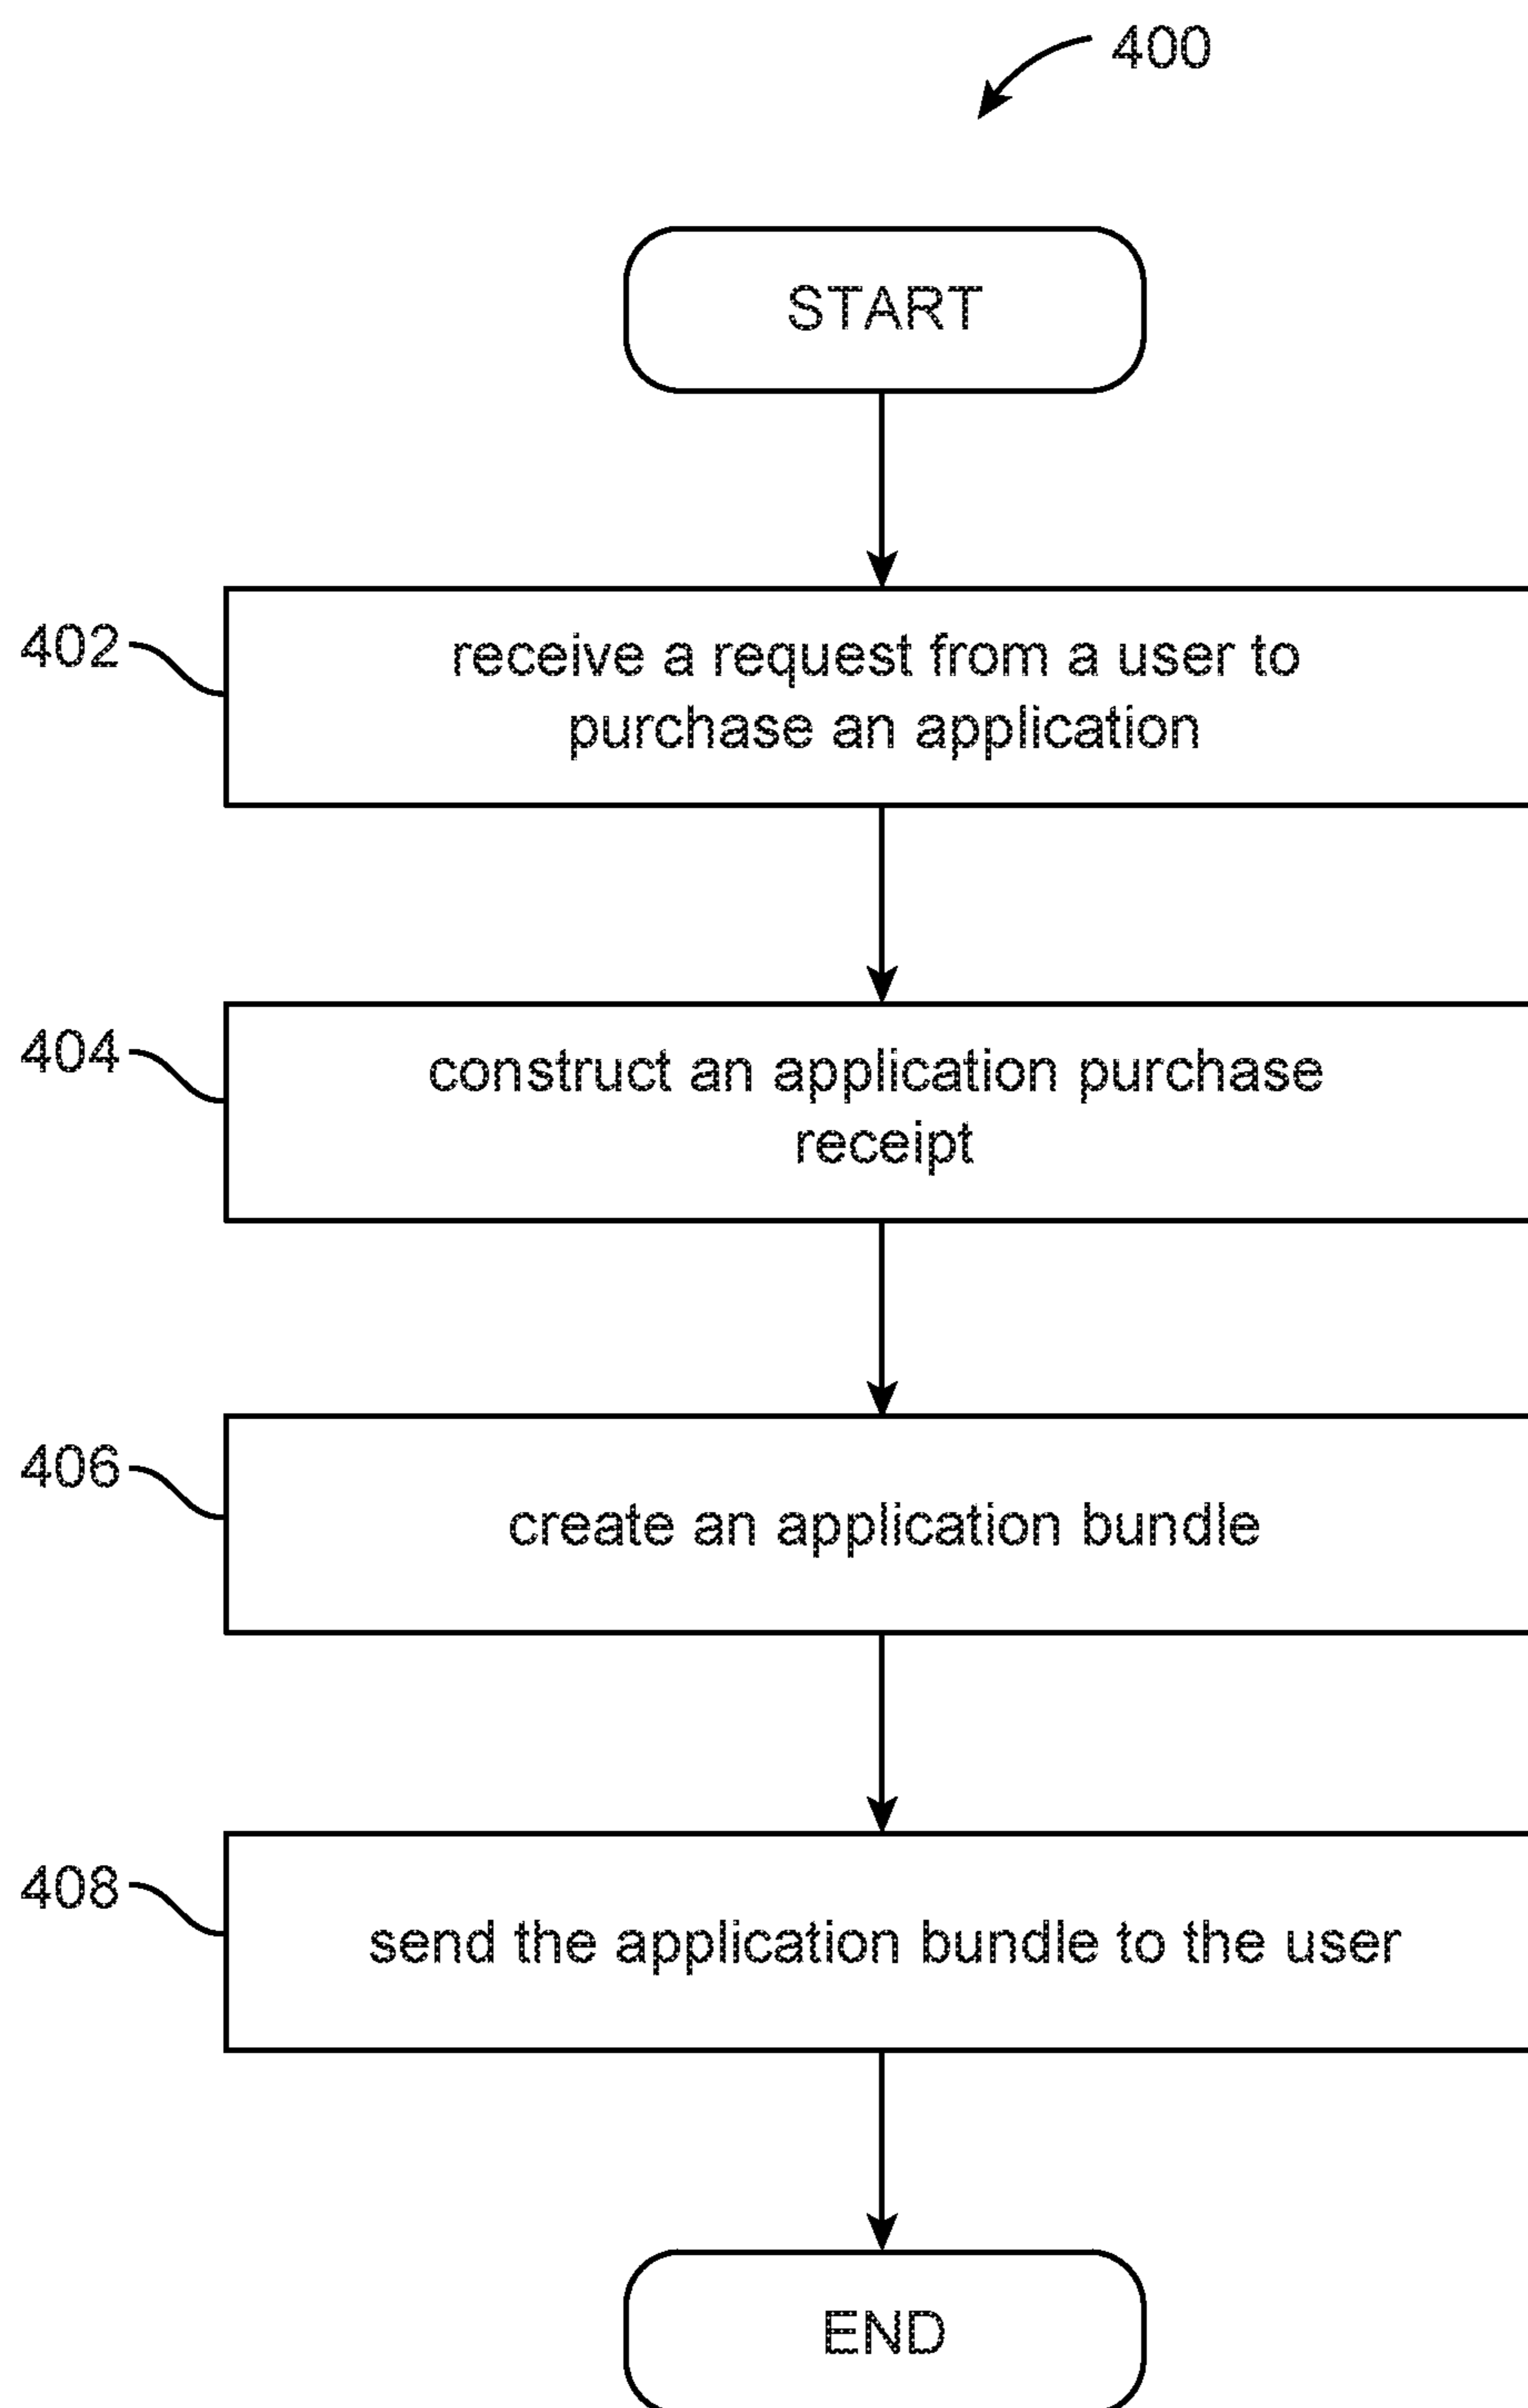 400
START
402
receive a request from a user to
purchase an application
404
construct an application purchase
receipt
406
create an application bundle
408
send the application bundle to the user
END